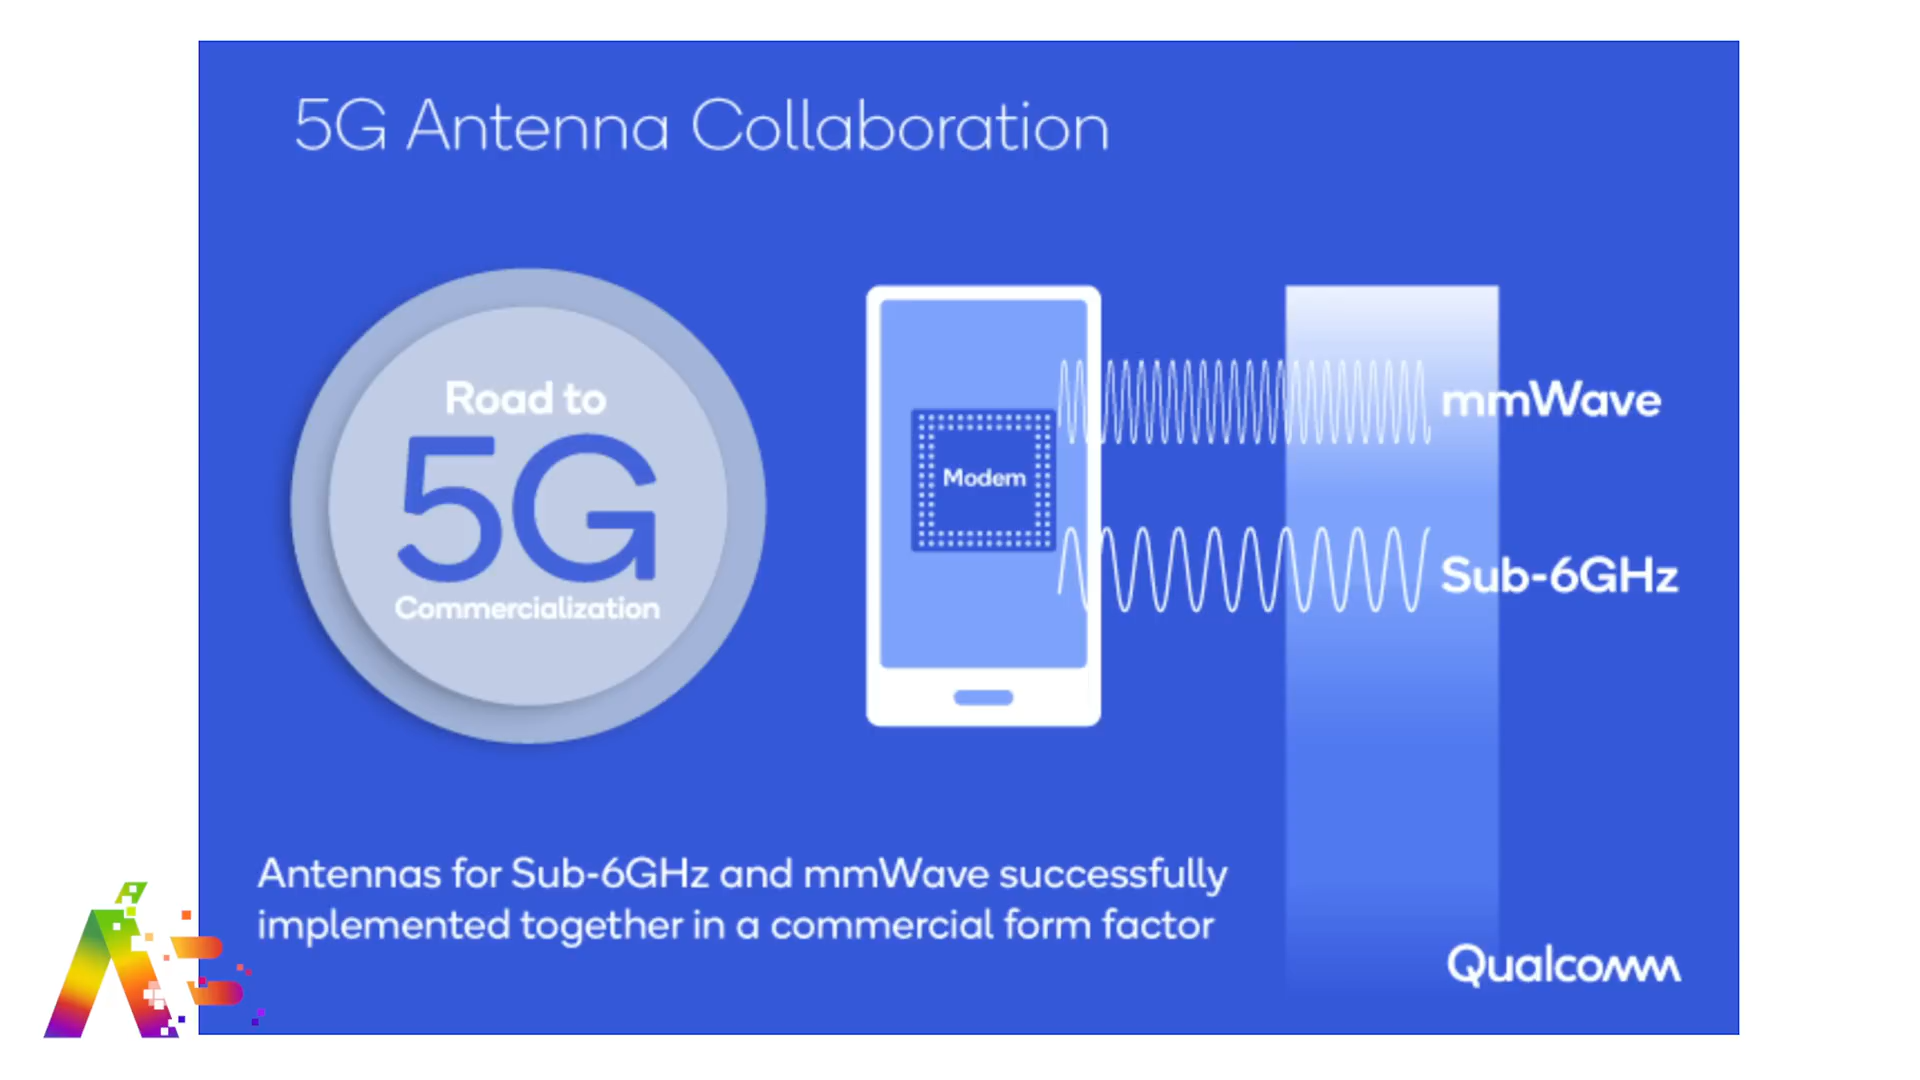 5G Antenna Collaboration
Road to
5G
Commercialization
Modem
mmWave
Sub-6GHz
Antennas for Sub-6GHz and mmWave successfully
implemented together in a commercial form factor
Qualcomm